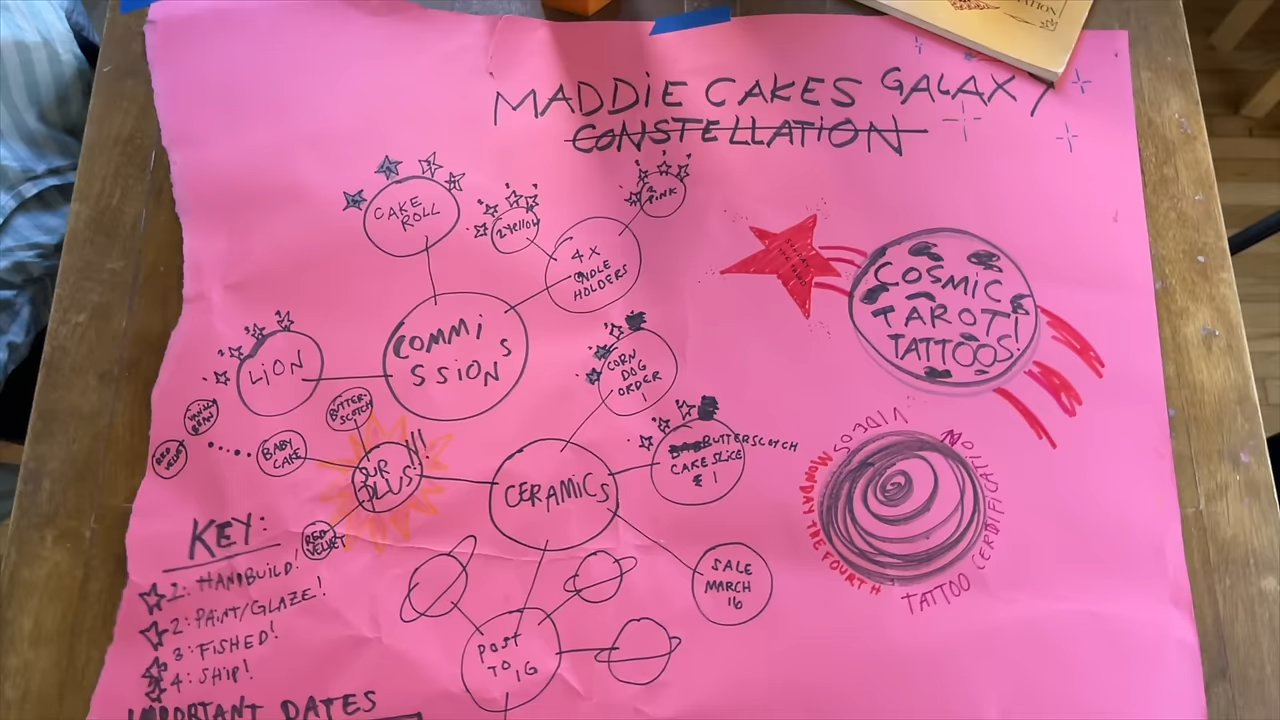 MADDIE CAKES GALAXY
CONSTELLATION
CAKE
ROLL
2 YELLOW
2
PINK
4X
CNDLE
HOLDERS
COMMI
SSIONS
LION
CORN
DOG
ORDER
1
BUTTERSCOTCH
CAKE SLICE
1
CERAMICS
SUR
PLUS!!!
BUTTER-
SCOTCH
BABY
CAKE
VANILLA
BEAN
RED
VELVET
RED
VELVET
SALE
MARCH
16
POST
TO IG
COSMIC
TAROT!
TATTOOS!
VIDEOS
MONDAY THE FOURTH
TATTOO CERTIFICATION
KEY:
1: HANDBUILD!
2: PAINT/GLAZE!
3: FISHED!
4: SHIP!
IMPORTANT DATES